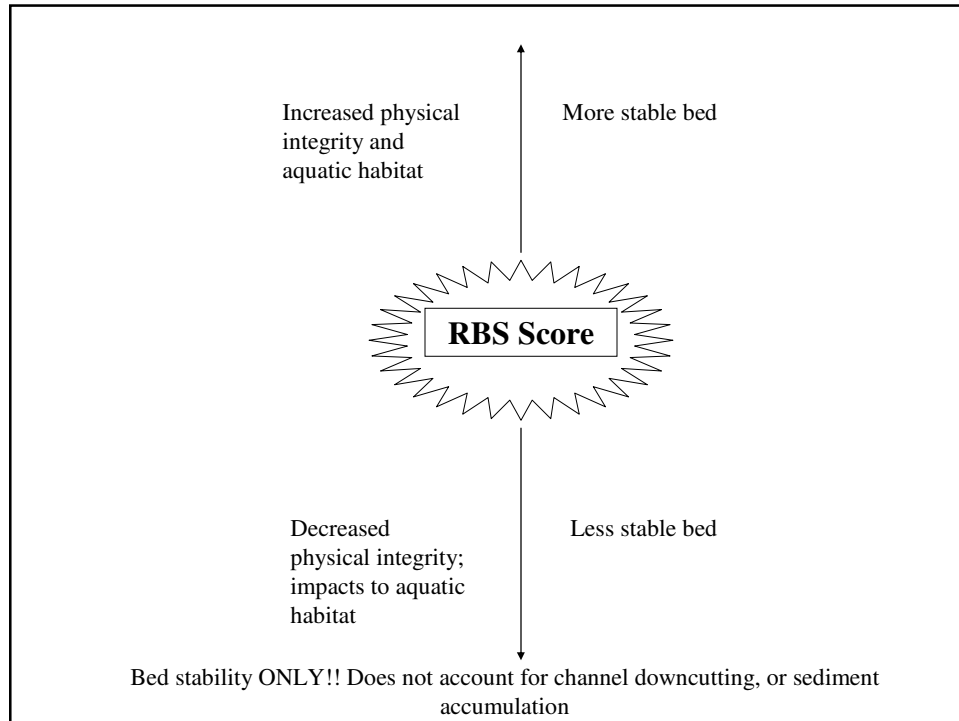 Increased physical
integrity and
aquatic habitat
More stable bed
RBS Score
Decreased
physical integrity;
impacts to aquatic
habitat
Less stable bed
Bed stability ONLY!! Does not account for channel downcutting, or sediment
accumulation